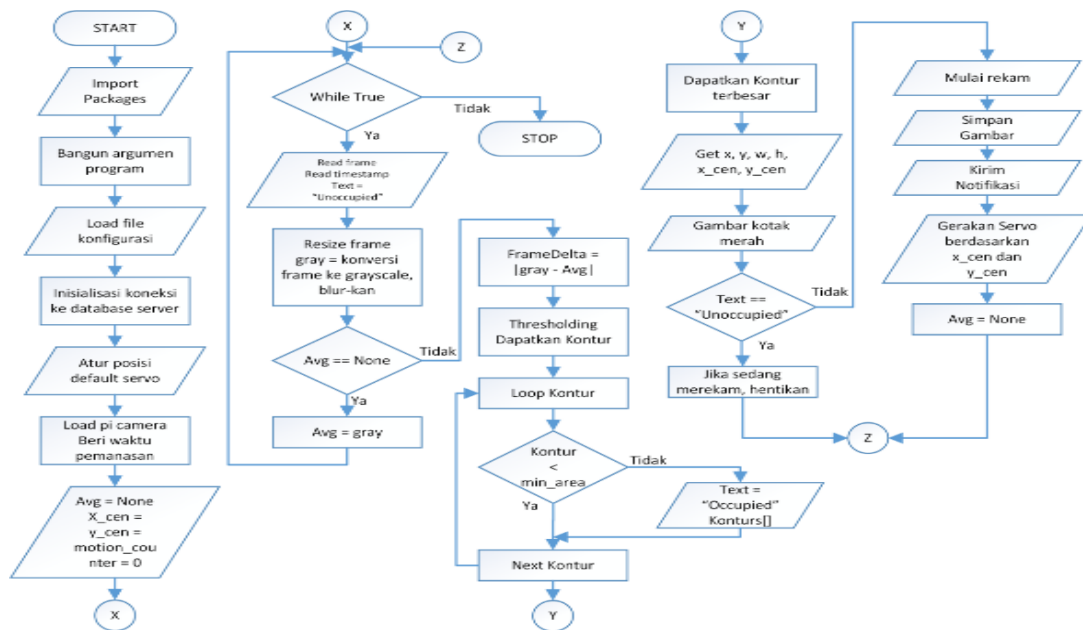 START
Import
Packages
Bangun argumen
program
Load file
konfigurasi
Inisialisasi koneksi
ke database server
Atur posisi
default servo
Load pi camera
Beri waktu
pemanasan
Avg = None
X_cen =
y_cen =
motion_cou
nter = 0
X
X
Z
While True
Tidak
STOP
Ya
Read frame
Read timestamp
Text =
"Unoccupied"
Resize frame
gray = konversi
frame ke grayscale,
blur-kan
Avg == None
Tidak
Ya
Avg = gray
FrameDelta =
|gray - Avg|
Thresholding
Dapatkan Kontur
Loop Kontur
Kontur
<
min_area
Tidak
Ya
Text =
"Occupied"
Konturs[]
Next Kontur
Y
Y
Dapatkan Kontur
terbesar
Get x, y, w, h,
x_cen, y_cen
Gambar kotak
merah
Text ==
"Unoccupied"
Tidak
Ya
Jika sedang
merekam, hentikan
Z
Mulai rekam
Simpan
Gambar
Kirim
Notifikasi
Gerakan Servo
berdasarkan
x_cen dan
y_cen
Avg = None